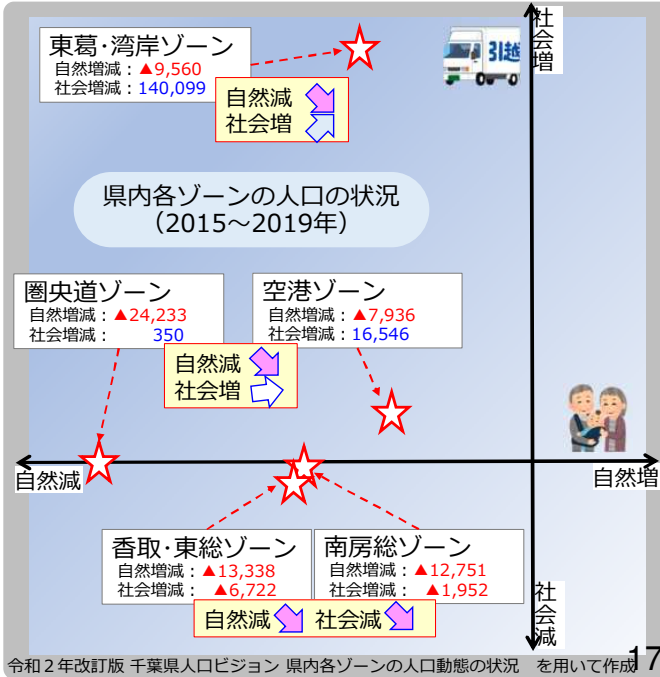 社会増
引越
東葛・湾岸ゾーン
自然増減：▲9,560
社会増減：140,099
自然減
社会増
県内各ゾーンの人口の状況
（2015～2019年）
圏央道ゾーン
自然増減：▲24,233
社会増減： 350
空港ゾーン
自然増減：▲7,936
社会増減：16,546
自然減
社会増
自然減
自然増
香取・東総ゾーン
自然増減：▲13,338
社会増減：▲6,722
南房総ゾーン
自然増減：▲12,751
社会増減： ▲1,952
自然減 社会減
社会減
令和２年改訂版 千葉県人口ビジョン 県内各ゾーンの人口動態の状況 を用いて作成
17